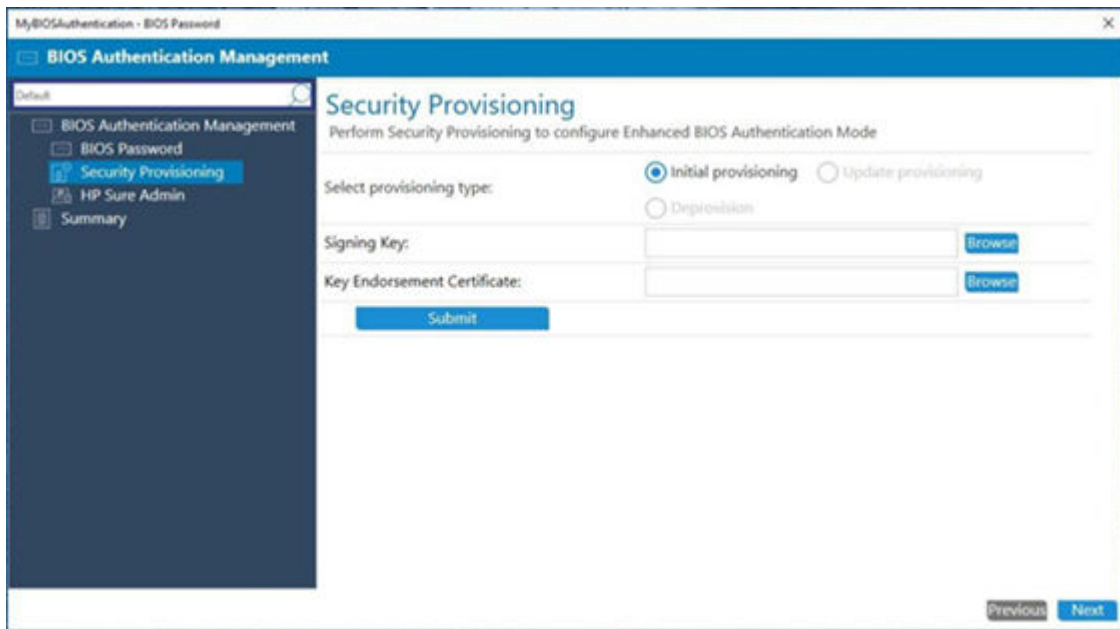 MyBIOSAuthentication - BIOS Password
BIOS Authentication Management
Default
BIOS Authentication Management
BIOS Password
Security Provisioning
HP Sure Admin
Summary
Security Provisioning
Perform Security Provisioning to configure Enhanced BIOS Authentication Mode
Select provisioning type:
Initial provisioning
Update provisioning
Deprovision
Signing Key:
Browse
Key Endorsement Certificate:
Browse
Submit
Previous
Next